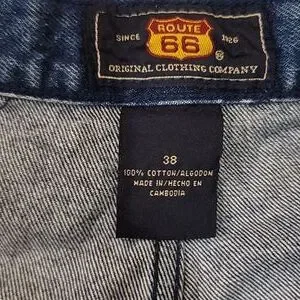 ROUTE
SINCE 66 1926
ORIGINAL CLOTHING COMPANY
38
100% COTTON/ALGODON
MADE IN/HECHO EN
CAMBODIA